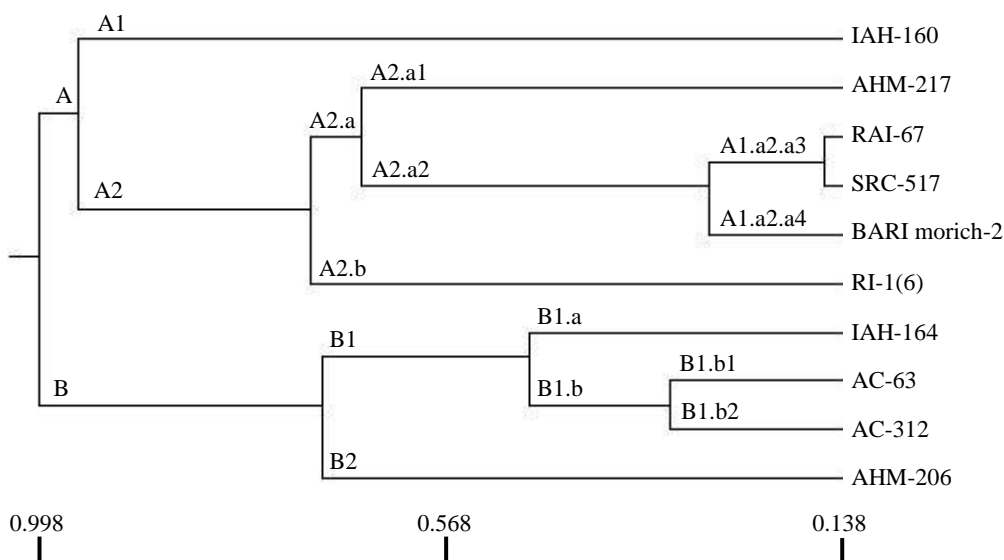 A1
IAH-160
A2.a1
AHM-217
A
A2.a
RAI-67
A1.a2.a3
A2.a2
SRC-517
A2
A1.a2.a4
BARI morich-2
A2.b
RI-1(6)
B1.a
IAH-164
B1
B1.b1
AC-63
B
B1.b
B1.b2
AC-312
B2
AHM-206
0.998 0.568 0.138